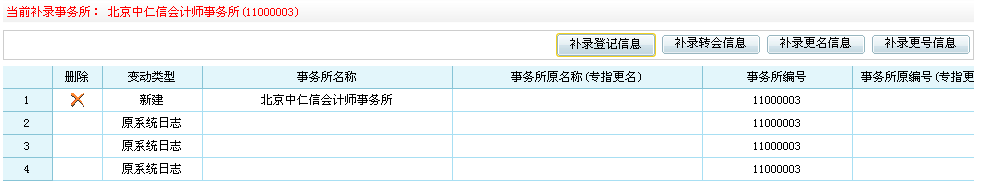 当前补录事务所： 北京中仁信会计师事务所(11000003)
补录登记信息 补录转会信息 补录更名信息 补录更号信息
删除 变动类型 事务所名称 事务所原名称(专指更名) 事务所编号 事务所原编号(专指更
1 新建 北京中仁信会计师事务所 11000003
2 原系统日志 11000003
3 原系统日志 11000003
4 原系统日志 11000003